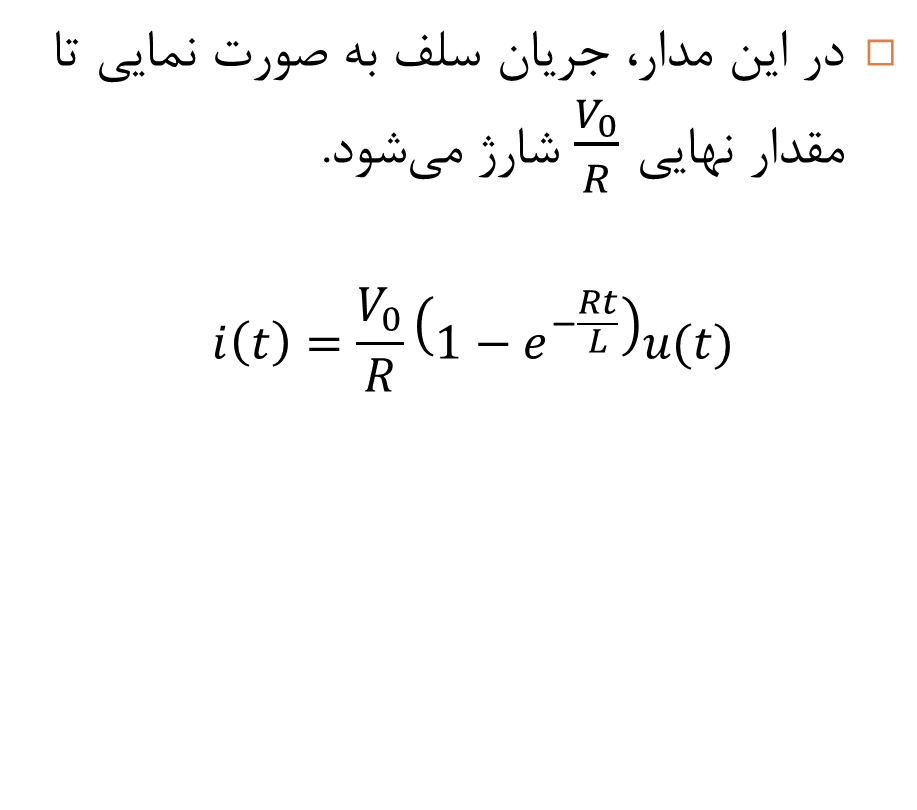 □ در این مدار، جریان سلف به صورت نمایی تا
مقدار نهایی V₀/R شارژ می‌شود.
i(t) = V₀/R (1 − e^(−Rt/L))u(t)